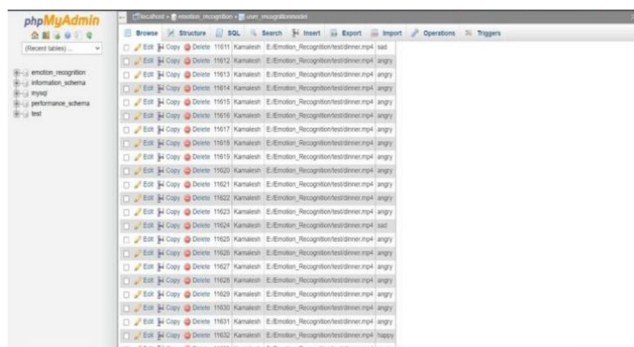 phpMyAdmin
(Recent tables) ...
emotion_recognition
information_schema
mysql
performance_schema
test
localhost » emotion_recognition » user_recognitionmodel
Browse Structure SQL Search Insert Export Import Operations Triggers
Edit Copy Delete 11611 Kamalesh E:/Emotion_Recognition/test/dinner.mp4 sad
Edit Copy Delete 11612 Kamalesh E:/Emotion_Recognition/test/dinner.mp4 angry
Edit Copy Delete 11613 Kamalesh E:/Emotion_Recognition/test/dinner.mp4 angry
Edit Copy Delete 11614 Kamalesh E:/Emotion_Recognition/test/dinner.mp4 angry
Edit Copy Delete 11615 Kamalesh E:/Emotion_Recognition/test/dinner.mp4 angry
Edit Copy Delete 11616 Kamalesh E:/Emotion_Recognition/test/dinner.mp4 angry
Edit Copy Delete 11617 Kamalesh E:/Emotion_Recognition/test/dinner.mp4 angry
Edit Copy Delete 11618 Kamalesh E:/Emotion_Recognition/test/dinner.mp4 angry
Edit Copy Delete 11619 Kamalesh E:/Emotion_Recognition/test/dinner.mp4 angry
Edit Copy Delete 11620 Kamalesh E:/Emotion_Recognition/test/dinner.mp4 angry
Edit Copy Delete 11621 Kamalesh E:/Emotion_Recognition/test/dinner.mp4 angry
Edit Copy Delete 11622 Kamalesh E:/Emotion_Recognition/test/dinner.mp4 angry
Edit Copy Delete 11623 Kamalesh E:/Emotion_Recognition/test/dinner.mp4 angry
Edit Copy Delete 11624 Kamalesh E:/Emotion_Recognition/test/dinner.mp4 sad
Edit Copy Delete 11625 Kamalesh E:/Emotion_Recognition/test/dinner.mp4 angry
Edit Copy Delete 11626 Kamalesh E:/Emotion_Recognition/test/dinner.mp4 angry
Edit Copy Delete 11627 Kamalesh E:/Emotion_Recognition/test/dinner.mp4 angry
Edit Copy Delete 11628 Kamalesh E:/Emotion_Recognition/test/dinner.mp4 angry
Edit Copy Delete 11629 Kamalesh E:/Emotion_Recognition/test/dinner.mp4 angry
Edit Copy Delete 11630 Kamalesh E:/Emotion_Recognition/test/dinner.mp4 angry
Edit Copy Delete 11631 Kamalesh E:/Emotion_Recognition/test/dinner.mp4 angry
Edit Copy Delete 11632 Kamalesh E:/Emotion_Recognition/test/dinner.mp4 happy